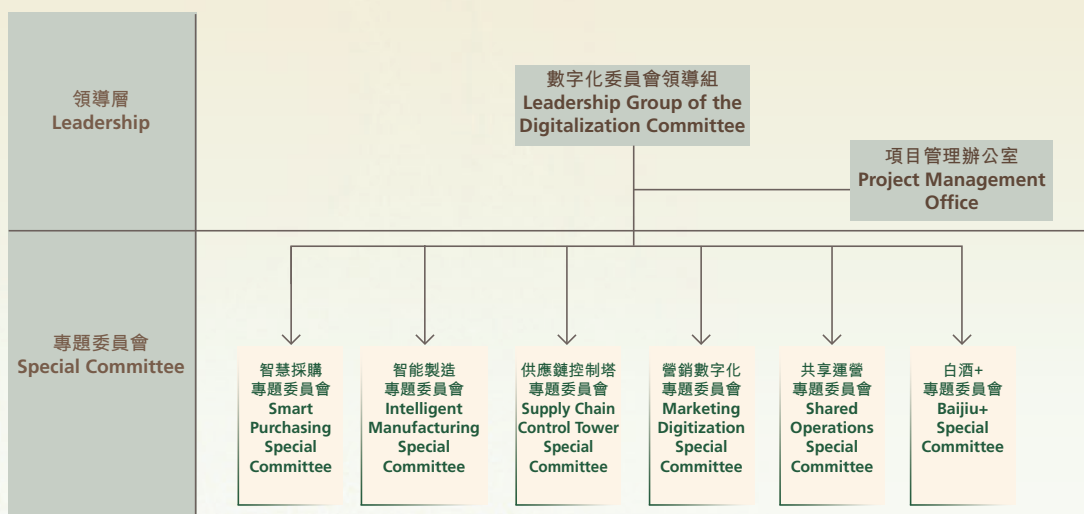 領導層
Leadership
數字化委員會領導組
Leadership Group of the
Digitalization Committee
項目管理辦公室
Project Management
Office
專題委員會
Special Committee
智慧採購
專題委員會
Smart
Purchasing
Special
Committee
智能製造
專題委員會
Intelligent
Manufacturing
Special
Committee
供應鏈控制塔
專題委員會
Supply Chain
Control Tower
Special
Committee
營銷數字化
專題委員會
Marketing
Digitization
Special
Committee
共享運營
專題委員會
Shared
Operations
Special
Committee
白酒+
專題委員會
Baijiu+
Special
Committee